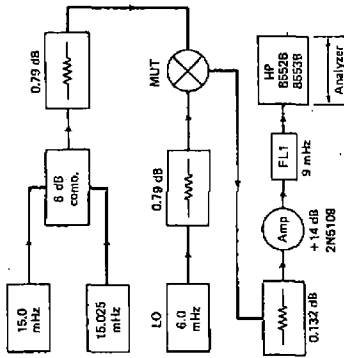 15.0
mHz
15.025
mHz
6 dB
comb.
0.79 dB
LO
6.0
mHz
0.79 dB
MUT
0.132 dB
Amp
+14 dB
2N5109
FL1
9 mHz
HP
8552B
8553B
Analyzer